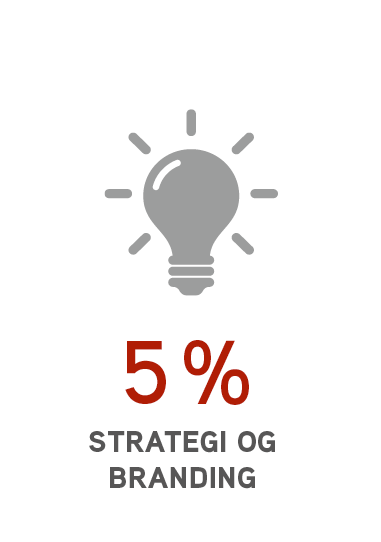 5 %
STRATEGI OG
BRANDING